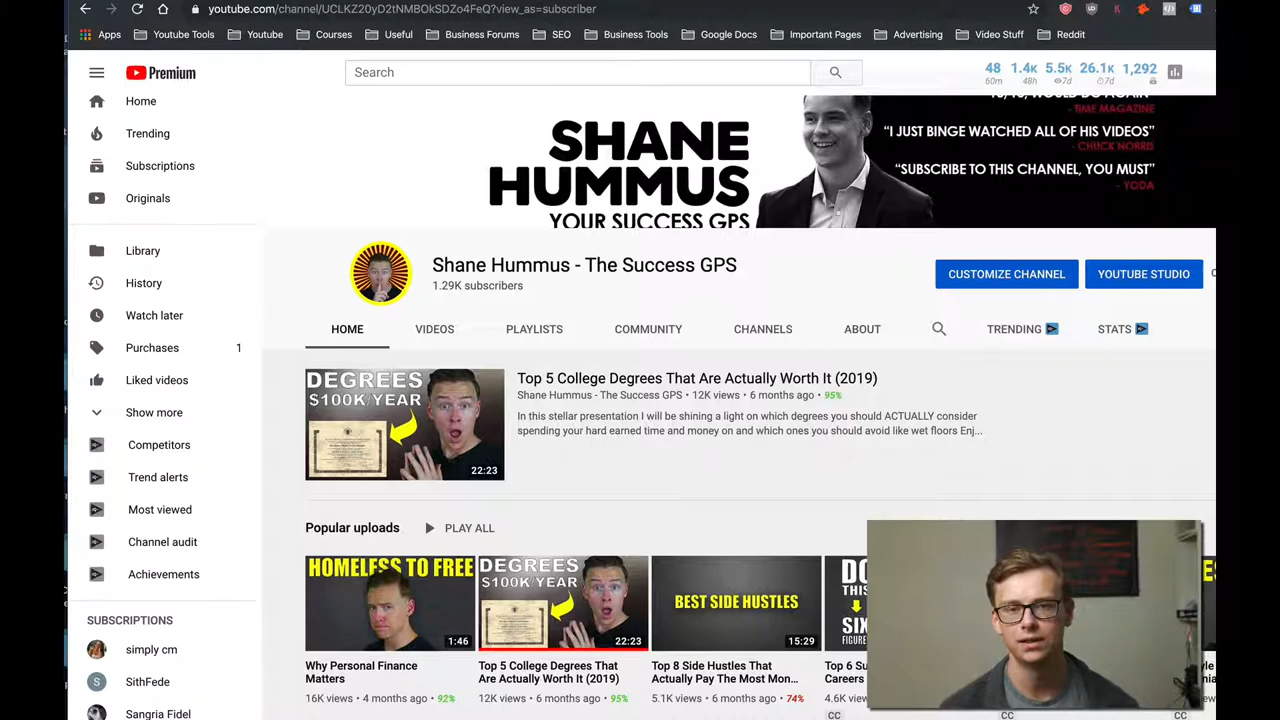 youtube.com/channel/UCLKZ20yD2tNMBOkSDZo4FeQ?view_as=subscriber
Apps Youtube Tools Youtube Courses Useful Business Forums SEO Business Tools Google Docs Important Pages Advertising Video Stuff Reddit
Premium
Search
48 1.4K 5.5K 26.1K 1,292
60m 48h 7d 7d
- TIME MAGAZINE
"I JUST BINGE WATCHED ALL OF HIS VIDEOS"
- CHUCK NORRIS
"SUBSCRIBE TO THIS CHANNEL, YOU MUST"
- YODA
SHANE
HUMMUS
YOUR SUCCESS GPS
Home
Trending
Subscriptions
Originals
Library
History
Watch later
Purchases 1
Liked videos
Show more
Competitors
Trend alerts
Most viewed
Channel audit
Achievements
SUBSCRIPTIONS
simply cm
S SithFede
Sangria Fidel
Shane Hummus - The Success GPS
1.29K subscribers
CUSTOMIZE CHANNEL YOUTUBE STUDIO
HOME VIDEOS PLAYLISTS COMMUNITY CHANNELS ABOUT TRENDING STATS
DEGREES
$100K/YEAR
22:23
Top 5 College Degrees That Are Actually Worth It (2019)
Shane Hummus - The Success GPS • 12K views • 6 months ago • 95%
In this stellar presentation I will be shining a light on which degrees you should ACTUALLY consider
spending your hard earned time and money on and which ones you should avoid like wet floors Enj...
Popular uploads PLAY ALL
HOMELESS TO FREE
1:46
Why Personal Finance
Matters
16K views • 4 months ago • 92%
DEGREES
$100K/YEAR
22:23
Top 5 College Degrees That
Are Actually Worth It (2019)
12K views • 6 months ago • 95%
BEST SIDE HUSTLES
15:29
Top 8 Side Hustles That
Actually Pay The Most Mon...
5.1K views • 6 months ago • 74%
THIS
SIX
FIGURE
Careers
CC
CC
CC